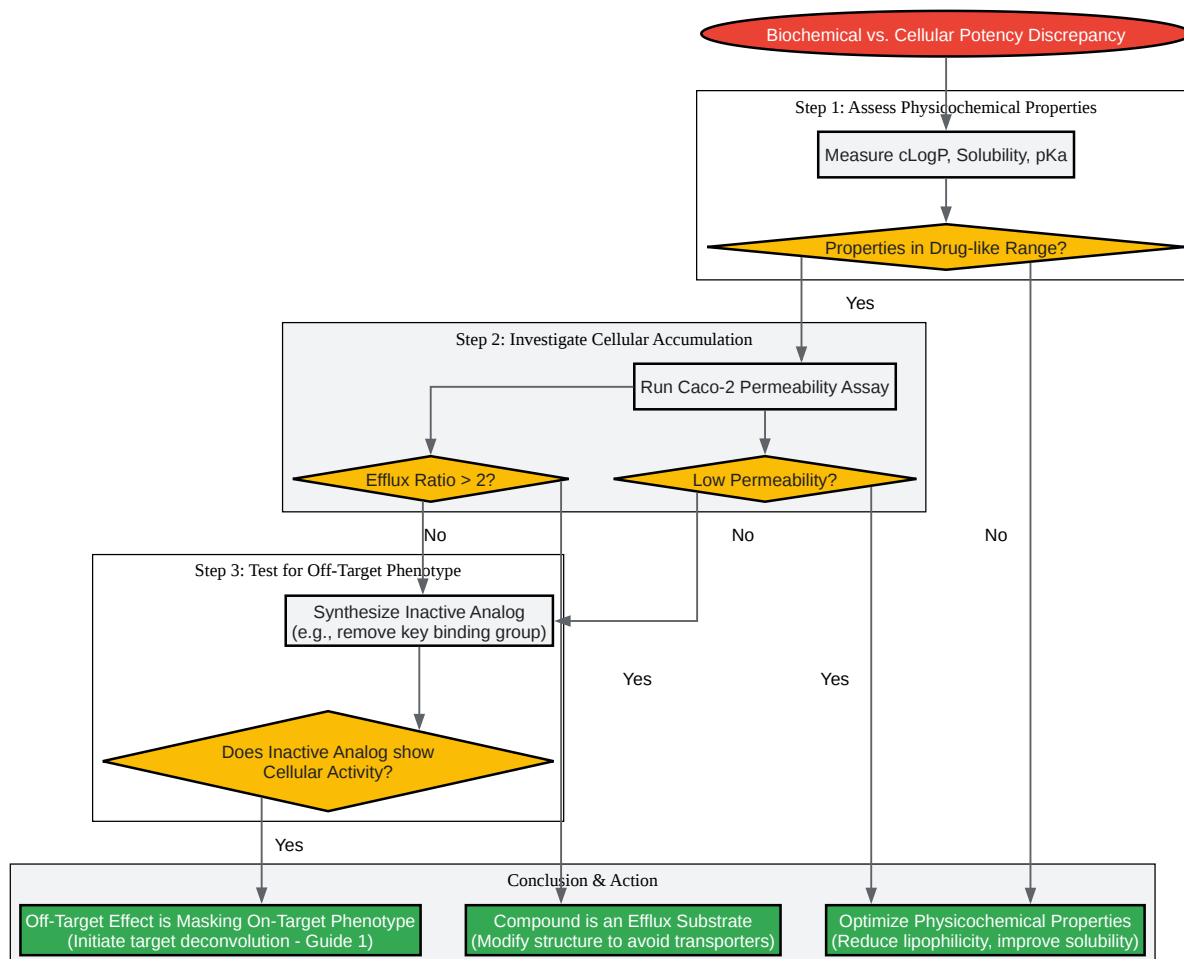 Biochemical vs. Cellular Potency Discrepancy
Step 1: Assess Physicochemical Properties
Measure cLogP, Solubility, pKa
Properties in Drug-like Range?
Yes
Step 2: Investigate Cellular Accumulation
Run Caco-2 Permeability Assay
Efflux Ratio > 2?
Low Permeability?
No
No
No
Step 3: Test for Off-Target Phenotype
Synthesize Inactive Analog
(e.g., remove key binding group)
Yes
Yes
Does Inactive Analog show
Cellular Activity?
Yes
Conclusion & Action
Off-Target Effect is Masking On-Target Phenotype
(Initiate target deconvolution - Guide 1)
Compound is an Efflux Substrate
(Modify structure to avoid transporters)
Optimize Physicochemical Properties
(Reduce lipophilicity, improve solubility)